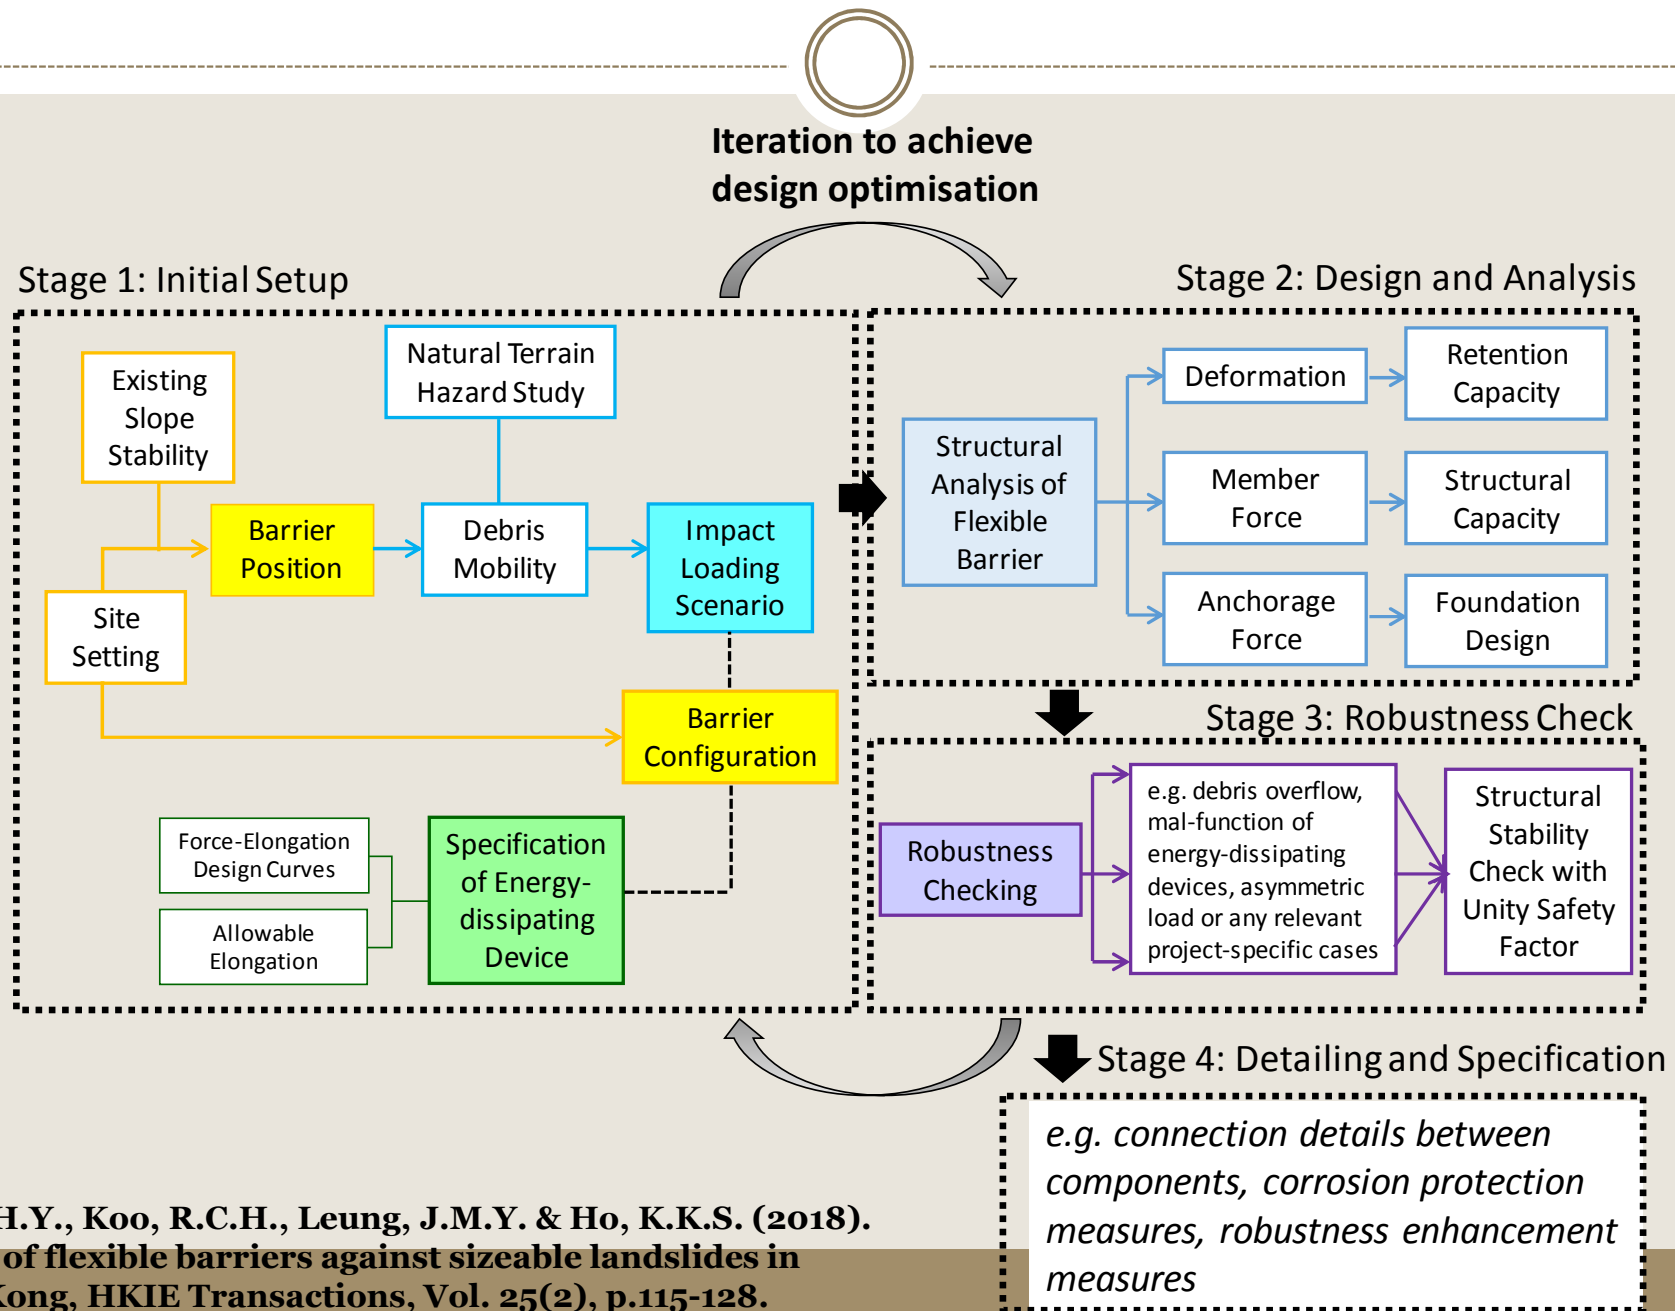 Iteration to achieve
design optimisation
Stage 1: Initial Setup
Existing
Slope
Stability
Natural Terrain
Hazard Study
Barrier
Position
Debris
Mobility
Impact
Loading
Scenario
Site
Setting
Barrier
Configuration
Force-Elongation
Design Curves
Allowable
Elongation
Specification
of Energy-
dissipating
Device
Stage 2: Design and Analysis
Structural
Analysis of
Flexible
Barrier
Deformation
Retention
Capacity
Member
Force
Structural
Capacity
Anchorage
Force
Foundation
Design
Stage 3: Robustness Check
Robustness
Checking
e.g. debris overflow,
mal-function of
energy-dissipating
devices, asymmetric
load or any relevant
project-specific cases
Structural
Stability
Check with
Unity Safety
Factor
Stage 4: Detailing and Specification
e.g. connection details between
components, corrosion protection
measures, robustness enhancement
measures
H.Y., Koo, R.C.H., Leung, J.M.Y. & Ho, K.K.S. (2018).
of flexible barriers against sizeable landslides in
Kong, HKIE Transactions, Vol. 25(2), p.115-128.